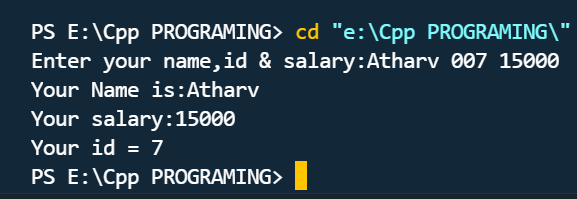 PS E:\Cpp PROGRAMING> cd "e:\Cpp PROGRAMING\"
Enter your name,id & salary:Atharv 007 15000
Your Name is:Atharv
Your salary:15000
Your id = 7
PS E:\Cpp PROGRAMING>